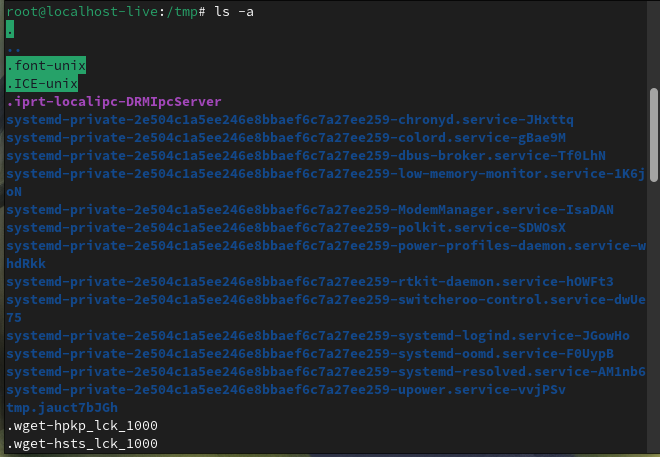 root@localhost-live:/tmp# ls -a
.
..
.font-unix
.ICE-unix
.iprt-localipc-DRMIpcServer
systemd-private-2e504c1a5ee246e8bbaef6c7a27ee259-chronyd.service-JHxttq
systemd-private-2e504c1a5ee246e8bbaef6c7a27ee259-colord.service-gBae9M
systemd-private-2e504c1a5ee246e8bbaef6c7a27ee259-dbus-broker.service-Tf0LhN
systemd-private-2e504c1a5ee246e8bbaef6c7a27ee259-low-memory-monitor.service-1K6j
oN
systemd-private-2e504c1a5ee246e8bbaef6c7a27ee259-ModemManager.service-IsaDAN
systemd-private-2e504c1a5ee246e8bbaef6c7a27ee259-polkit.service-SDWOsX
systemd-private-2e504c1a5ee246e8bbaef6c7a27ee259-power-profiles-daemon.service-w
hdRkk
systemd-private-2e504c1a5ee246e8bbaef6c7a27ee259-rtkit-daemon.service-hOWFt3
systemd-private-2e504c1a5ee246e8bbaef6c7a27ee259-switcheroo-control.service-dwUe
75
systemd-private-2e504c1a5ee246e8bbaef6c7a27ee259-systemd-logind.service-JGowHo
systemd-private-2e504c1a5ee246e8bbaef6c7a27ee259-systemd-oomd.service-F0UypB
systemd-private-2e504c1a5ee246e8bbaef6c7a27ee259-systemd-resolved.service-AM1nb6
systemd-private-2e504c1a5ee246e8bbaef6c7a27ee259-upower.service-vvjPSv
tmp.jauct7bJGh
.wget-hpkp_lck_1000
.wget-hsts_lck_1000